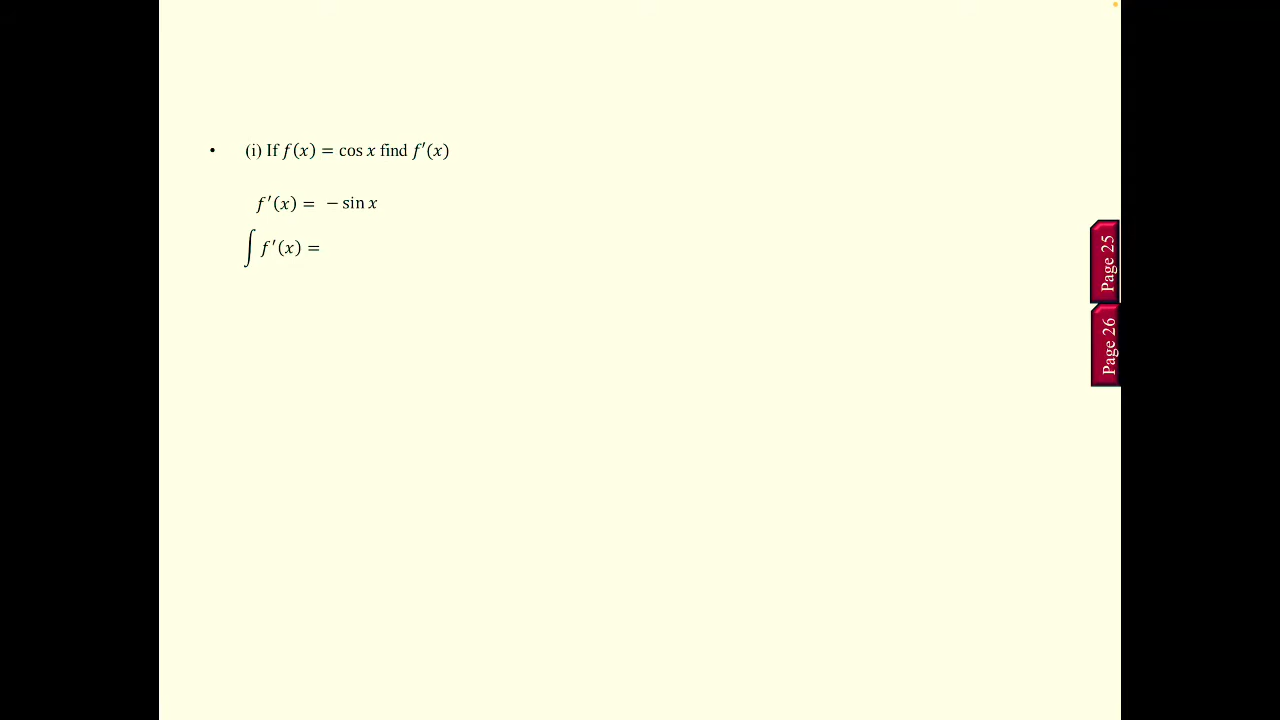 • (i) If f(x) = cos x find f′(x)
f′(x) = − sin x
∫ f′(x) =
Page 25
Page 26